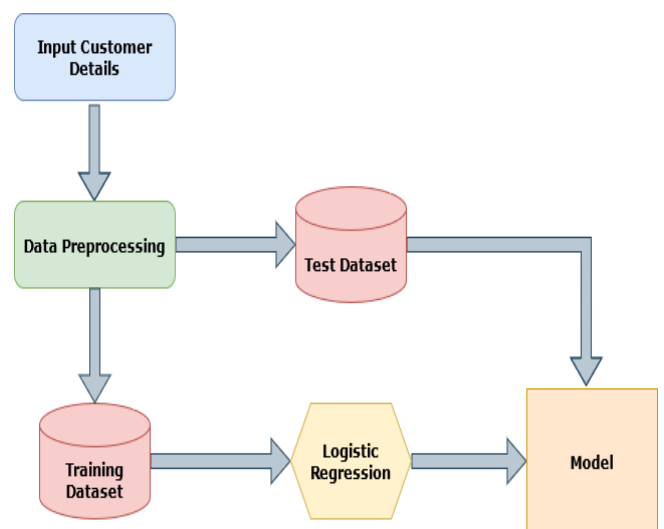 Input Customer
Details
Data Preprocessing
Test Dataset
Training
Dataset
Logistic
Regression
Model